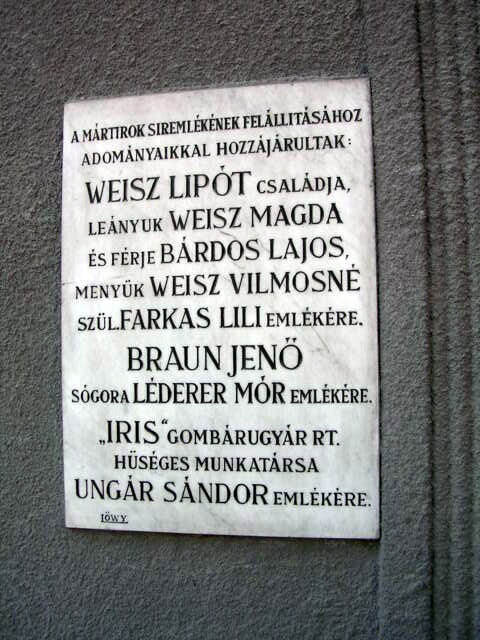 A MÁRTIROK SIREMLÉKÉNEK FELÁLLITÁSÁHOZ
ADOMÁNYAIKKAL HOZZÁJÁRULTAK:
WEISZ LIPÓT CSALÁDJA,
LEÁNYUK WEISZ MAGDA
ÉS FÉRJE BÁRDOS LAJOS,
MENYÜK WEISZ VILMOSNÉ
SZÜL. FARKAS LILI EMLÉKÉRE.
BRAUN JENŐ
SÓGORA LÉDERER MÓR EMLÉKÉRE.
„IRIS“ GOMBÁRUGYÁR RT.
HÜSÉGES MUNKATÁRSA
UNGÁR SÁNDOR EMLÉKÉRE.
LÖWY